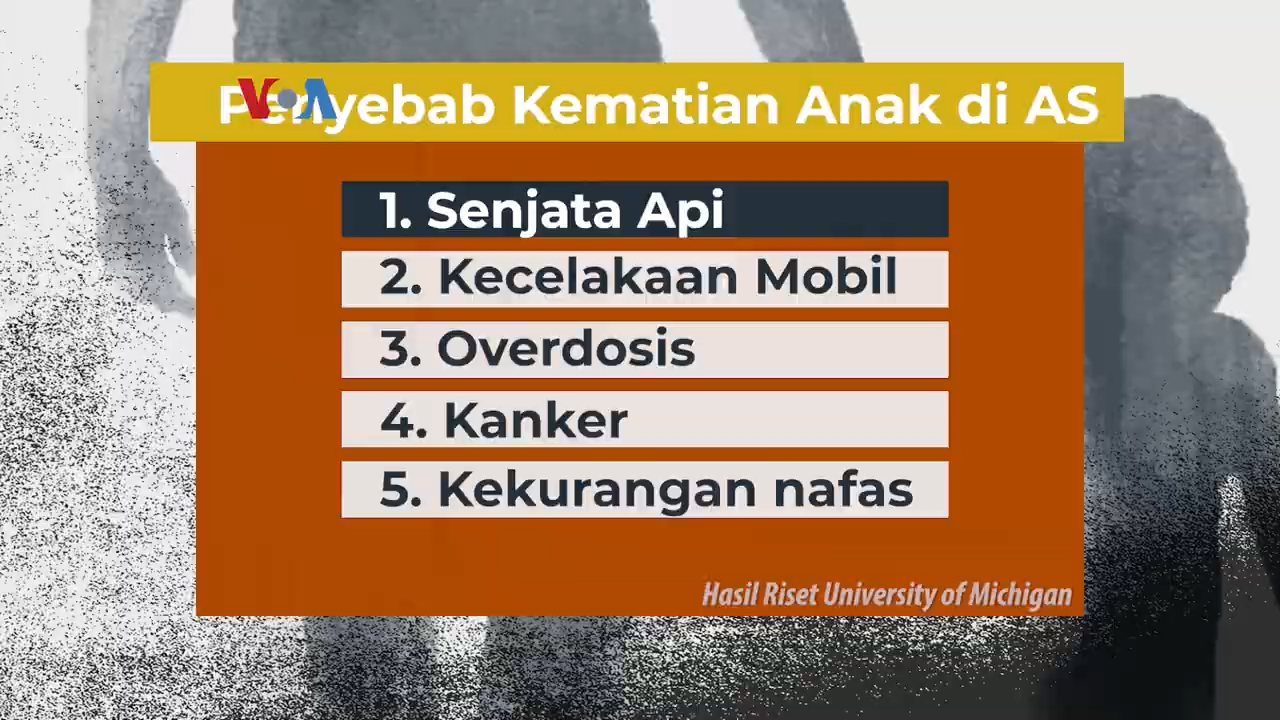 VOA
Penyebab Kematian Anak di AS
1. Senjata Api
2. Kecelakaan Mobil
3. Overdosis
4. Kanker
5. Kekurangan nafas
Hasil Riset University of Michigan